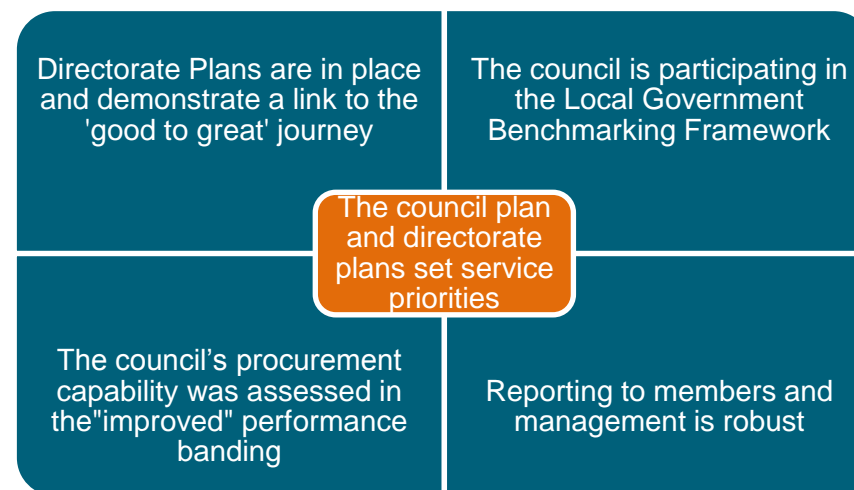 Directorate Plans are in place
and demonstrate a link to the
'good to great' journey
The council is participating in
the Local Government
Benchmarking Framework
The council plan
and directorate
plans set service
priorities
The council’s procurement
capability was assessed in
the"improved" performance
banding
Reporting to members and
management is robust